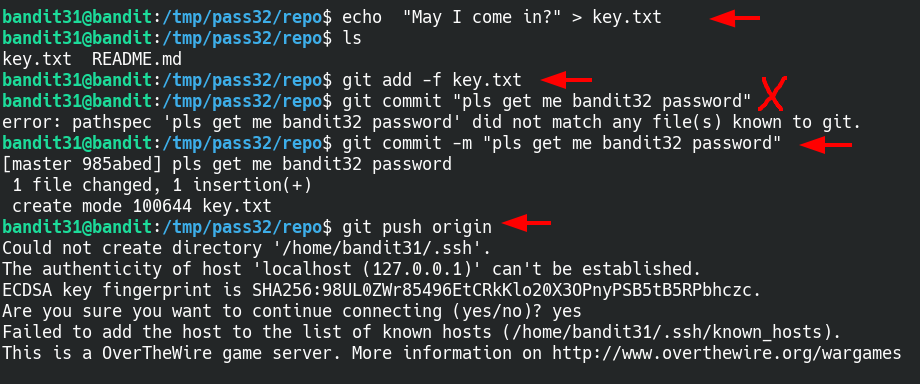 bandit31@bandit:/tmp/pass32/repo$ echo  "May I come in?" > key.txt
bandit31@bandit:/tmp/pass32/repo$ ls
key.txt  README.md
bandit31@bandit:/tmp/pass32/repo$ git add -f key.txt
bandit31@bandit:/tmp/pass32/repo$ git commit "pls get me bandit32 password"
error: pathspec 'pls get me bandit32 password' did not match any file(s) known to git.
bandit31@bandit:/tmp/pass32/repo$ git commit -m "pls get me bandit32 password"
[master 985abed] pls get me bandit32 password
 1 file changed, 1 insertion(+)
 create mode 100644 key.txt
bandit31@bandit:/tmp/pass32/repo$ git push origin
Could not create directory '/home/bandit31/.ssh'.
The authenticity of host 'localhost (127.0.0.1)' can't be established.
ECDSA key fingerprint is SHA256:98UL0ZWr85496EtCRkKlo20X3OPnyPSB5tB5RPbhczc.
Are you sure you want to continue connecting (yes/no)? yes
Failed to add the host to the list of known hosts (/home/bandit31/.ssh/known_hosts).
This is a OverTheWire game server. More information on http://www.overthewire.org/wargames